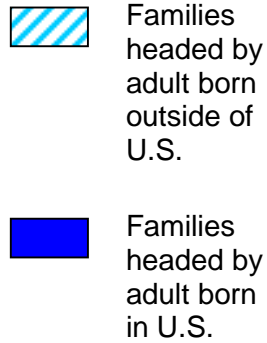 Families
headed by
adult born
outside of
U.S.
Families
headed by
adult born
in U.S.